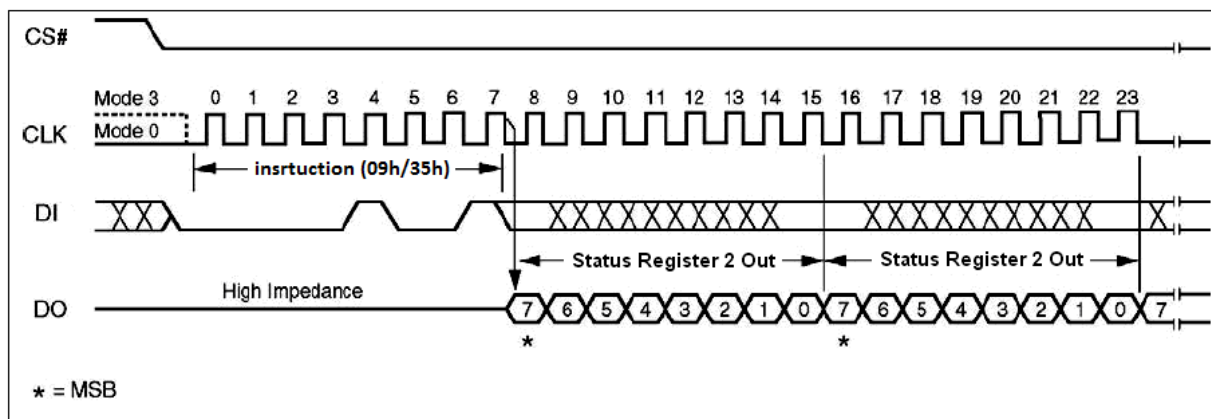 CS#
Mode 3 0 1 2 3 4 5 6 7 8 9 10 11 12 13 14 15 16 17 18 19 20 21 22 23
CLK Mode 0
insrtuction (09h/35h)
DI
Status Register 2 Out Status Register 2 Out
High Impedance
DO 7 6 5 4 3 2 1 0 7 6 5 4 3 2 1 0 7
* *
* = MSB